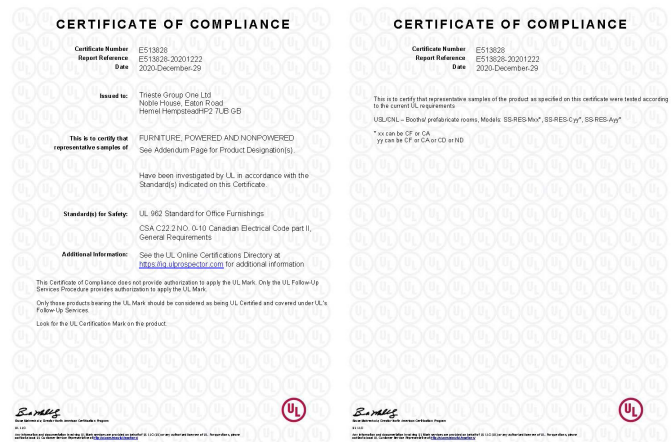 CERTIFICATE OF COMPLIANCE
Certificate Number E513828
Report Reference E513828-20201222
Date 2020-December-29
Issued to: Trieste Group One Ltd
Noble House, Eaton Road
Hemel HempsteadHP2 7UB GB
This is to certify that FURNITURE, POWERED AND NONPOWERED
representative samples of See Addendum Page for Product Designation(s).
Have been investigated by UL in accordance with the
Standard(s) indicated on this Certificate.
Standard(s) for Safety: UL 962 Standard for Office Furnishings
CSA C22.2 NO. 0-10 Canadian Electrical Code part II,
General Requirements
Additional Information: See the UL Online Certifications Directory at
https://iq.ulprospector.com for additional information
This Certificate of Compliance does not provide authorization to apply the UL Mark. Only the UL Follow-Up
Services Procedure provides authorization to apply the UL Mark.
Only those products bearing the UL Mark should be considered as being UL Certified and covered under UL's
Follow-Up Services.
Look for the UL Certification Mark on the product.
UL
CERTIFICATE OF COMPLIANCE
Certificate Number E513828
Report Reference E513828-20201222
Date 2020-December-29
This is to certify that representative samples of the product as specified on this certificate were tested according
to the current UL requirements
USL/CNL – Booths/ prefabricate rooms, Models: SS-RES-Mxx*, SS-RES-Cyy*, SS-RES-Ayy*
* xx can be CF or CA
yy can be CF or CA or CD or ND
UL